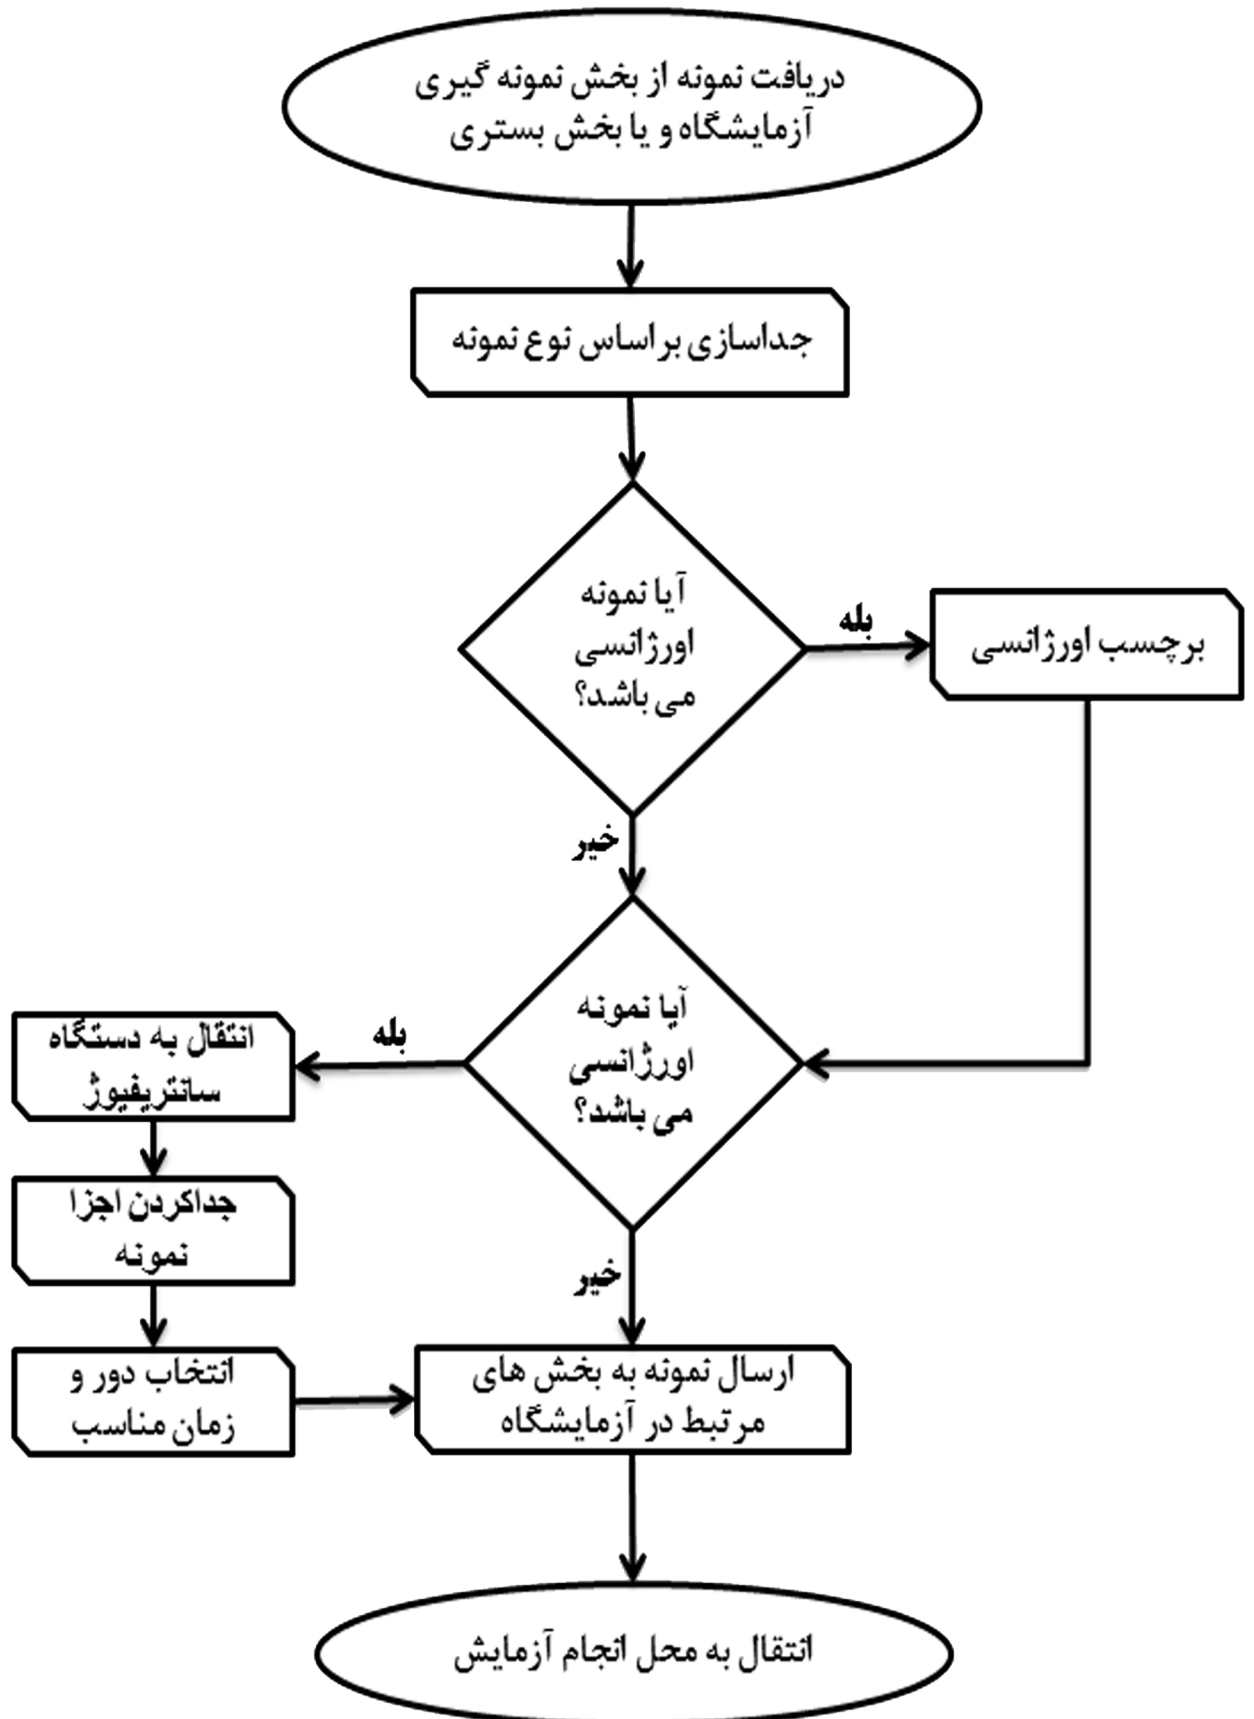 دریافت نمونه از بخش نمونه گیری
آزمایشگاه و یا بخش بستری
جداسازی بر اساس نوع نمونه
آیا نمونه
اورژانسی
می باشد؟
بله
برچسب اورژانسی
خیر
آیا نمونه
اورژانسی
می باشد؟
بله
انتقال به دستگاه
سانتریفیوژ
جداکردن اجزا
نمونه
انتخاب دور و
زمان مناسب
خیر
ارسال نمونه به بخش های
مرتبط در آزمایشگاه
انتقال به محل انجام آزمایش